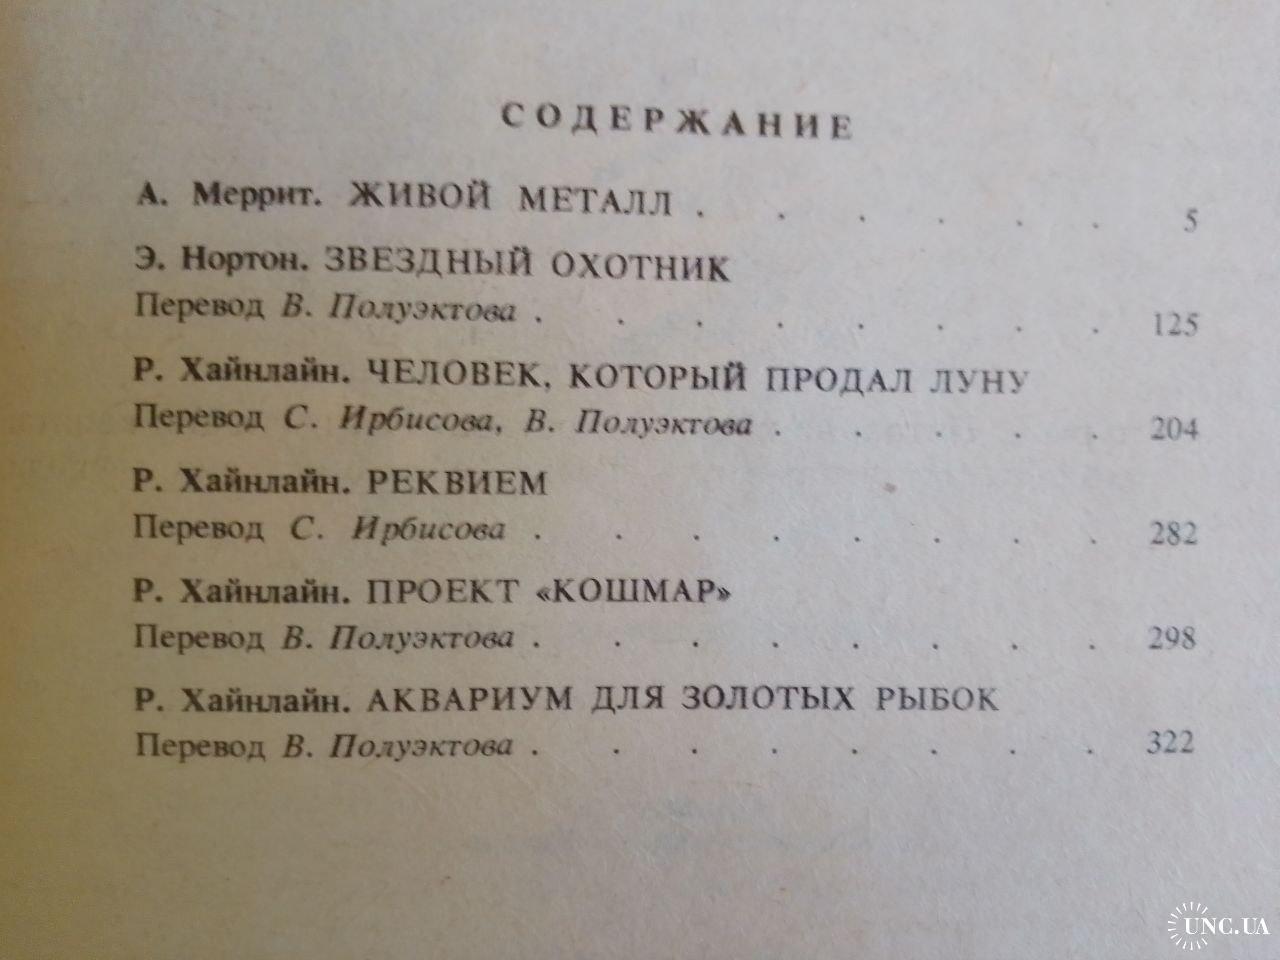 СОДЕРЖАНИЕ
А. Меррит. ЖИВОЙ МЕТАЛЛ . . . . . . 5
Э. Нортон. ЗВЕЗДНЫЙ ОХОТНИК
Перевод В. Полуэктова . . . . . . . . 125
Р. Хайнлайн. ЧЕЛОВЕК, КОТОРЫЙ ПРОДАЛ ЛУНУ
Перевод С. Ирбисова, В. Полуэктова . . . . . 204
Р. Хайнлайн. РЕКВИЕМ
Перевод С. Ирбисова . . . . . . . . 282
Р. Хайнлайн. ПРОЕКТ «КОШМАР»
Перевод В. Полуэктова . . . . . . . . 298
Р. Хайнлайн. АКВАРИУМ ДЛЯ ЗОЛОТЫХ РЫБОК
Перевод В. Полуэктова . . . . . . . . 322
UNC.UA